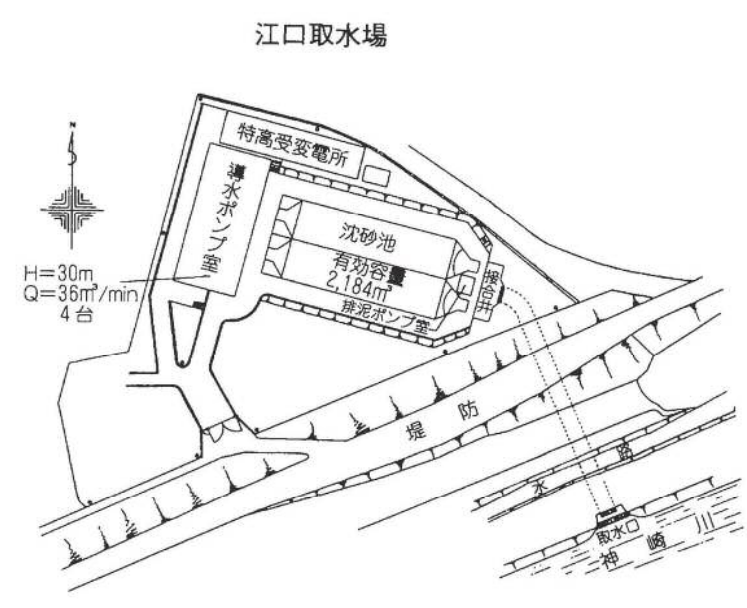 江口取水場
N
特高受変電所
導水ポンプ室
沈砂池
有効容量
2,184m³
排泥ポンプ室
接合井
H=30m
Q=36m³/min
4台
堤防
水路
取水口
神崎川